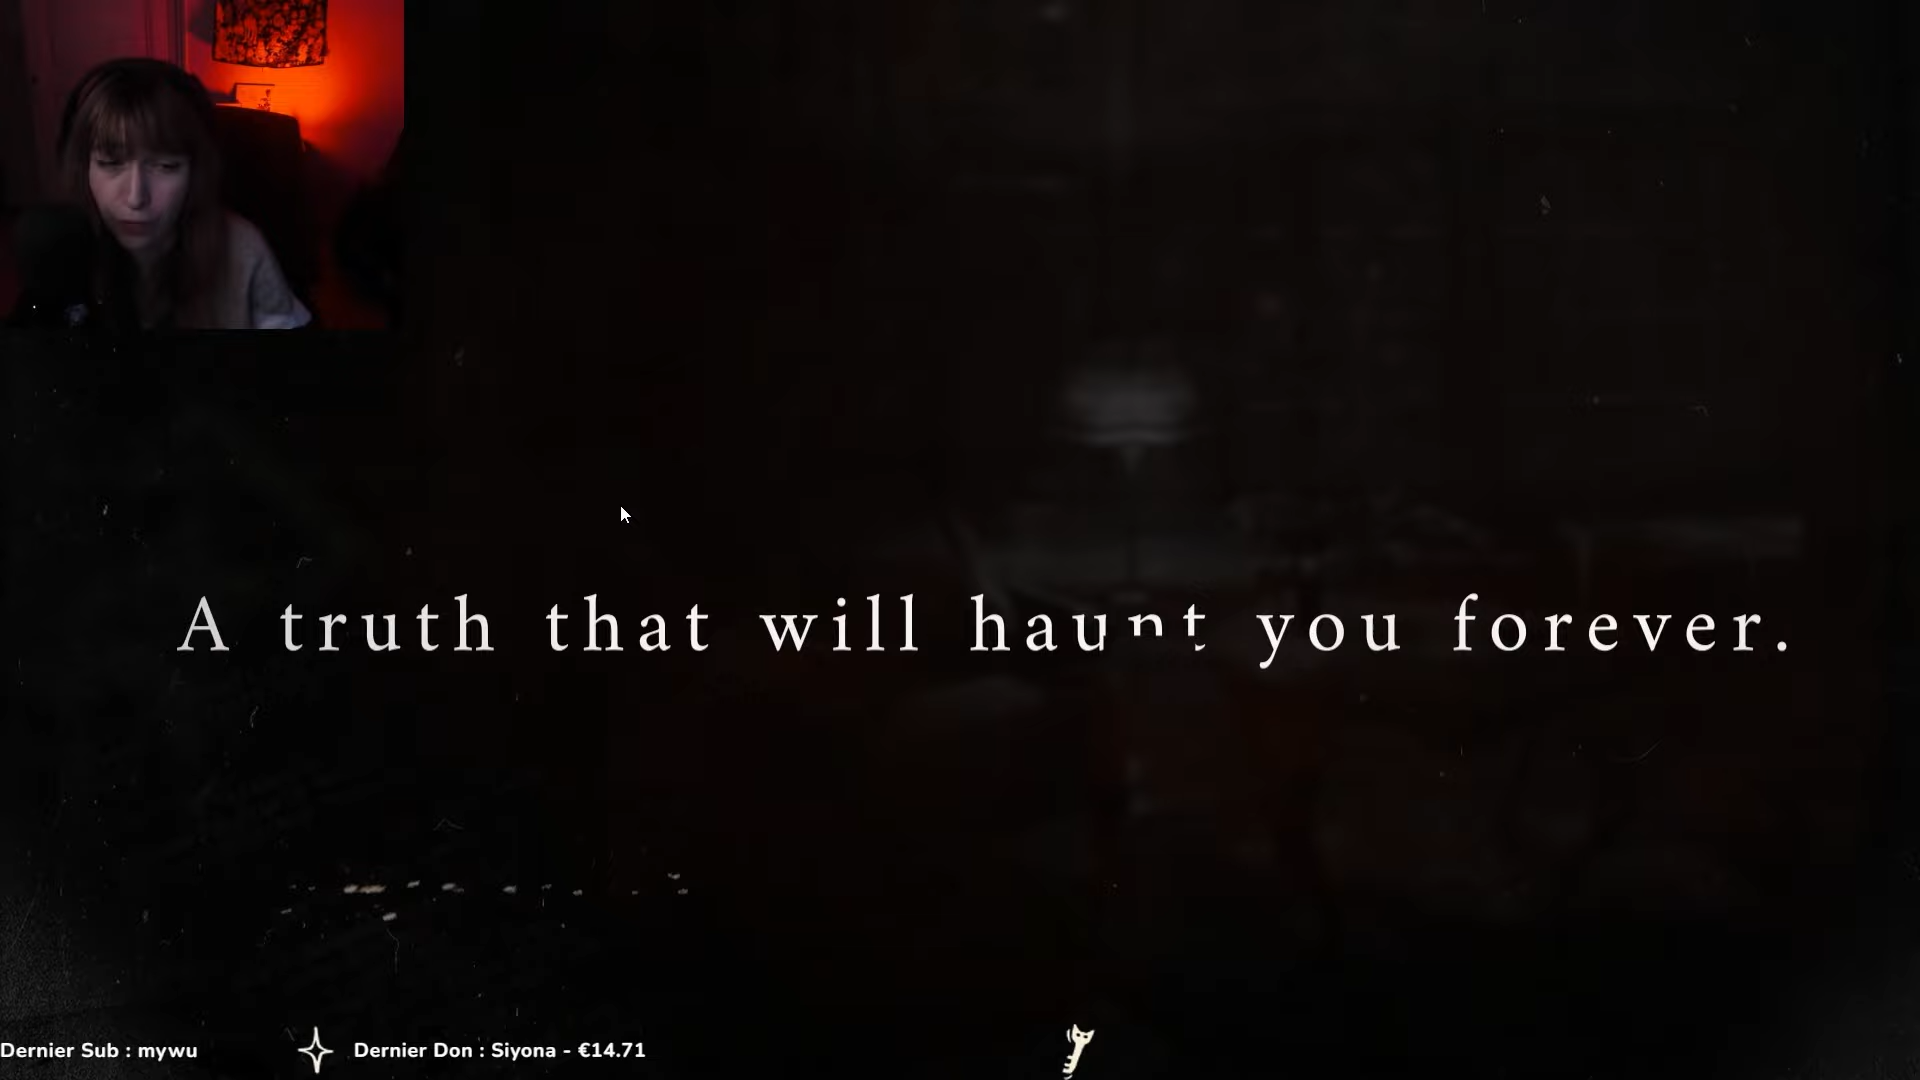 A truth that will haunt you forever.
Dernier Sub : mywu
Dernier Don : Siyona - €14.71